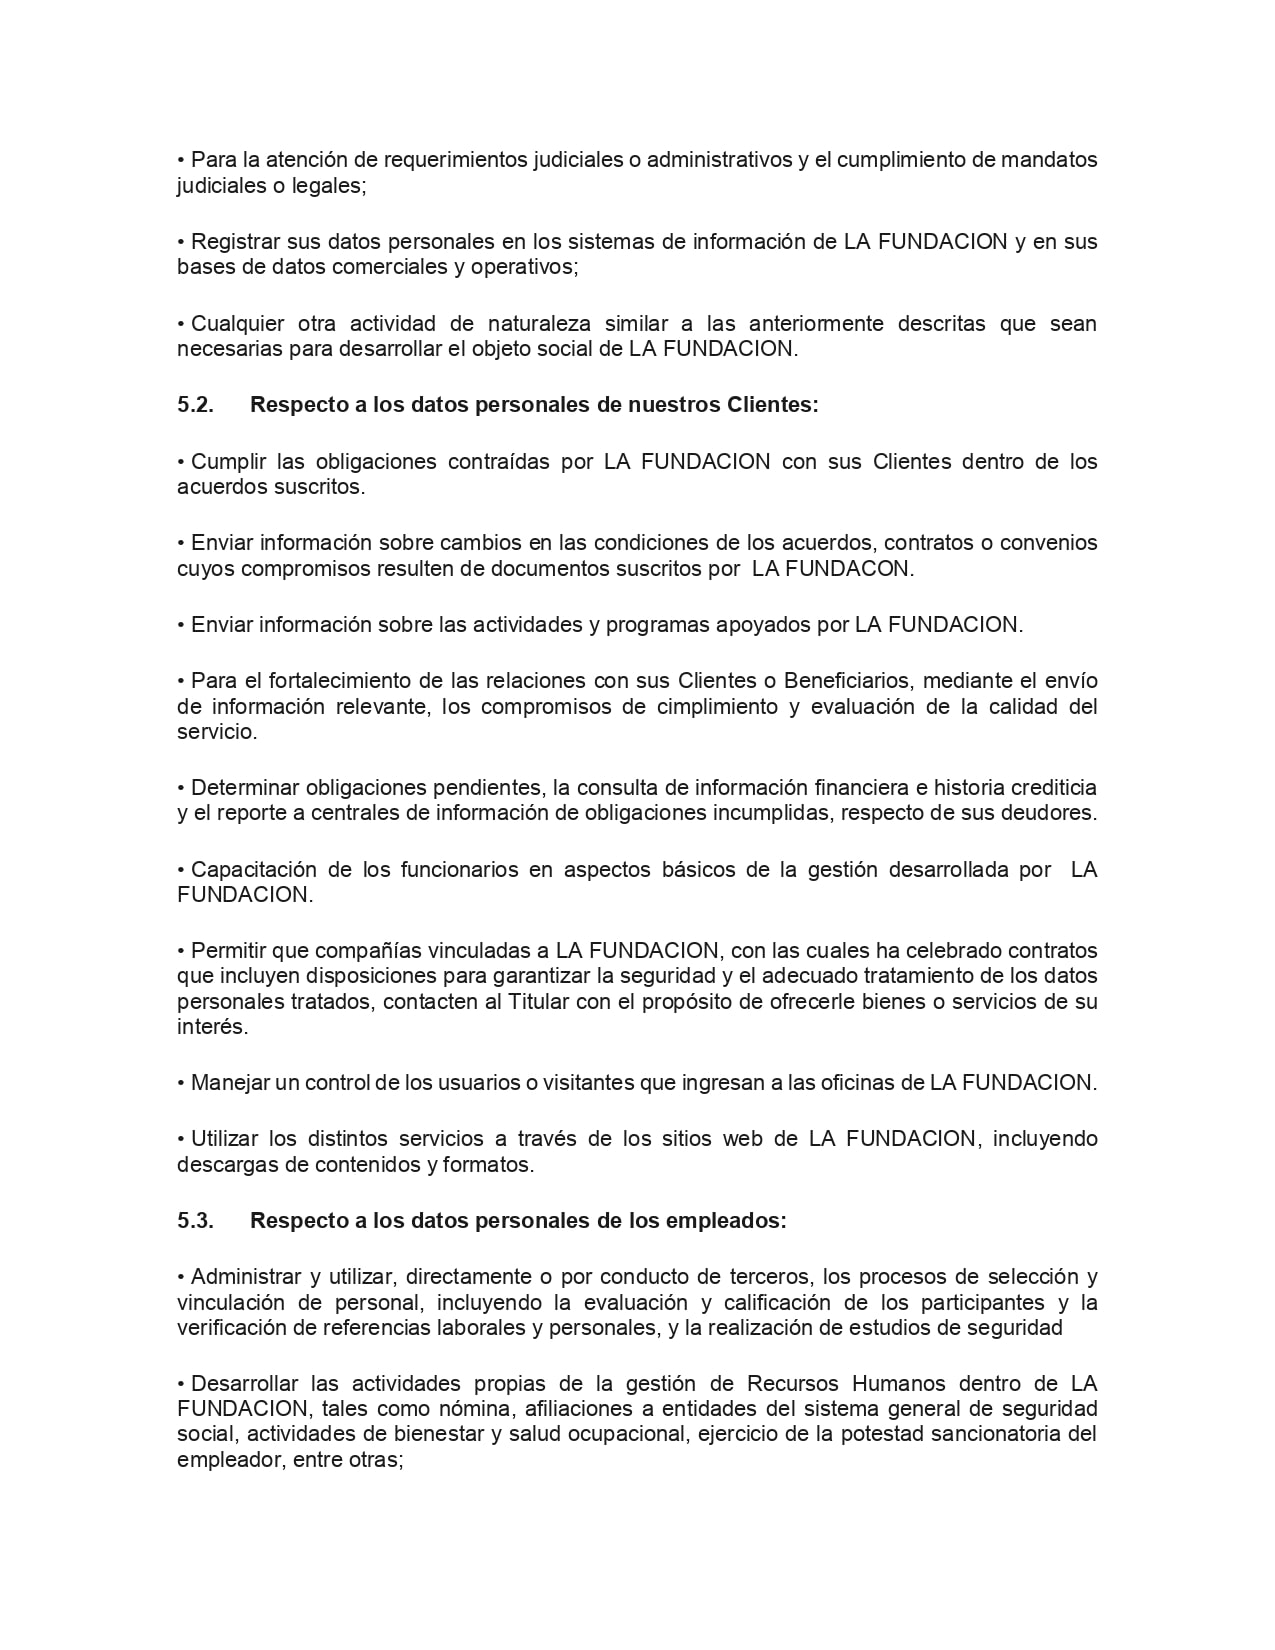 • Para la atención de requerimientos judiciales o administrativos y el cumplimiento de mandatos
judiciales o legales;
• Registrar sus datos personales en los sistemas de información de LA FUNDACION y en sus
bases de datos comerciales y operativos;
• Cualquier otra actividad de naturaleza similar a las anteriormente descritas que sean
necesarias para desarrollar el objeto social de LA FUNDACION.
5.2. Respecto a los datos personales de nuestros Clientes:
• Cumplir las obligaciones contraídas por LA FUNDACION con sus Clientes dentro de los
acuerdos suscritos.
• Enviar información sobre cambios en las condiciones de los acuerdos, contratos o convenios
cuyos compromisos resulten de documentos suscritos por LA FUNDACON.
• Enviar información sobre las actividades y programas apoyados por LA FUNDACION.
• Para el fortalecimiento de las relaciones con sus Clientes o Beneficiarios, mediante el envío
de información relevante, los compromisos de cimplimiento y evaluación de la calidad del
servicio.
• Determinar obligaciones pendientes, la consulta de información financiera e historia crediticia
y el reporte a centrales de información de obligaciones incumplidas, respecto de sus deudores.
• Capacitación de los funcionarios en aspectos básicos de la gestión desarrollada por LA
FUNDACION.
• Permitir que compañías vinculadas a LA FUNDACION, con las cuales ha celebrado contratos
que incluyen disposiciones para garantizar la seguridad y el adecuado tratamiento de los datos
personales tratados, contacten al Titular con el propósito de ofrecerle bienes o servicios de su
interés.
• Manejar un control de los usuarios o visitantes que ingresan a las oficinas de LA FUNDACION.
• Utilizar los distintos servicios a través de los sitios web de LA FUNDACION, incluyendo
descargas de contenidos y formatos.
5.3. Respecto a los datos personales de los empleados:
• Administrar y utilizar, directamente o por conducto de terceros, los procesos de selección y
vinculación de personal, incluyendo la evaluación y calificación de los participantes y la
verificación de referencias laborales y personales, y la realización de estudios de seguridad
• Desarrollar las actividades propias de la gestión de Recursos Humanos dentro de LA
FUNDACION, tales como nómina, afiliaciones a entidades del sistema general de seguridad
social, actividades de bienestar y salud ocupacional, ejercicio de la potestad sancionatoria del
empleador, entre otras;